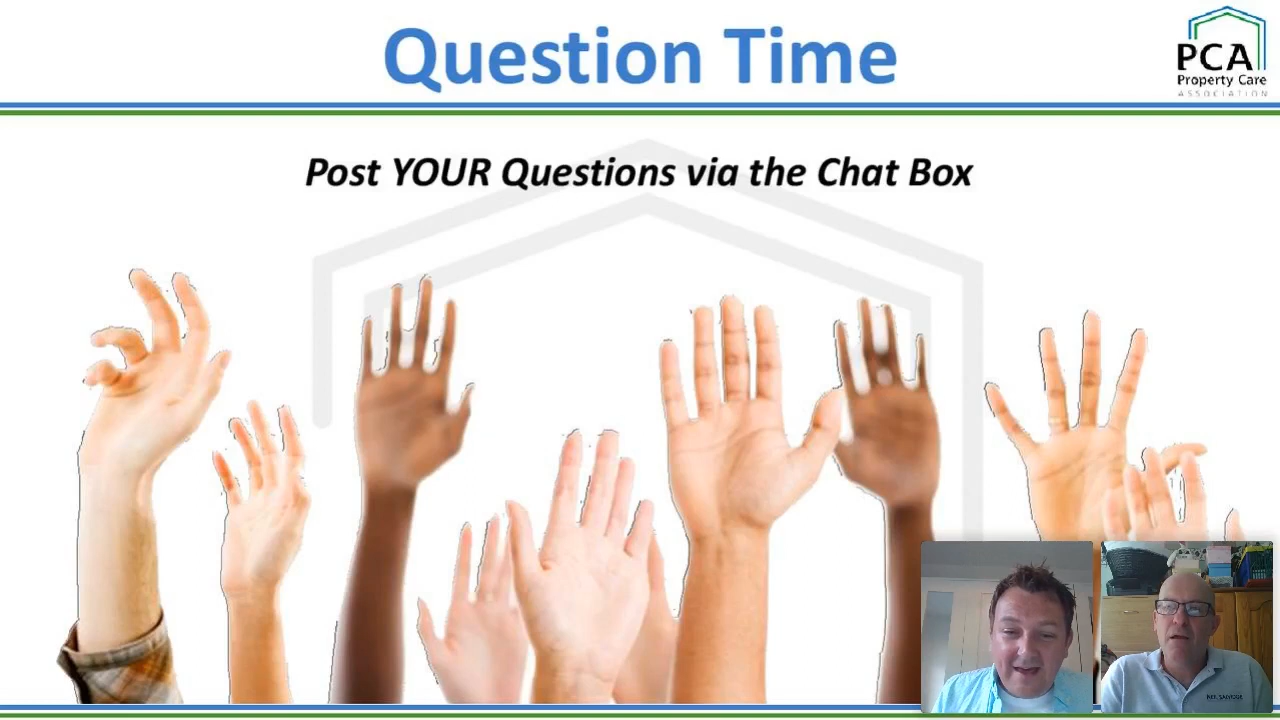 Question Time
PCA
Property Care
ASSOCIATION
Post YOUR Questions via the Chat Box